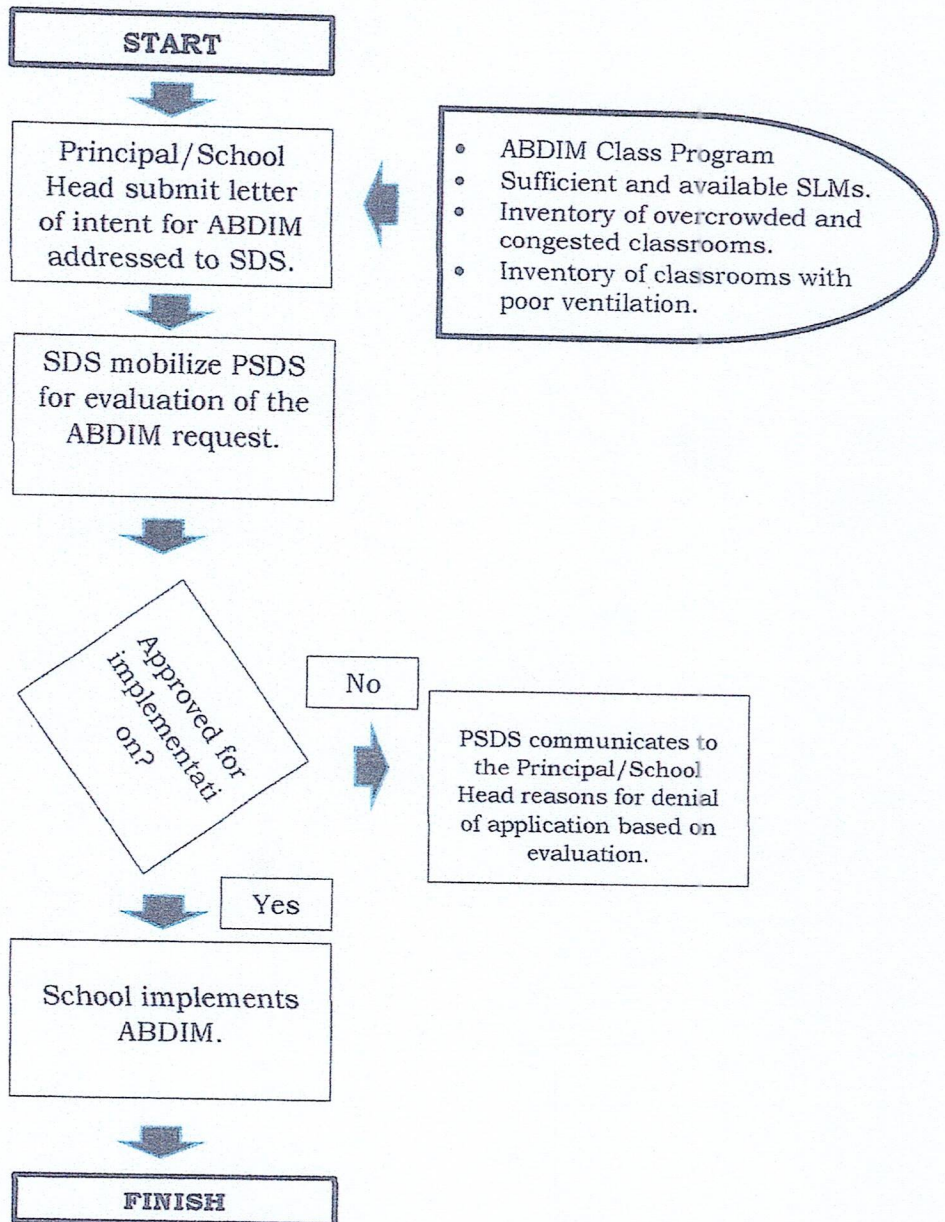 START
Principal/School
Head submit letter
of intent for ABDIM
addressed to SDS.
• ABDIM Class Program
• Sufficient and available SLMs.
• Inventory of overcrowded and
congested classrooms.
• Inventory of classrooms with
poor ventilation.
SDS mobilize PSDS
for evaluation of the
ABDIM request.
Approved for
implementati
on?
No
PSDS communicates to
the Principal/School
Head reasons for denial
of application based on
evaluation.
Yes
School implements
ABDIM.
FINISH